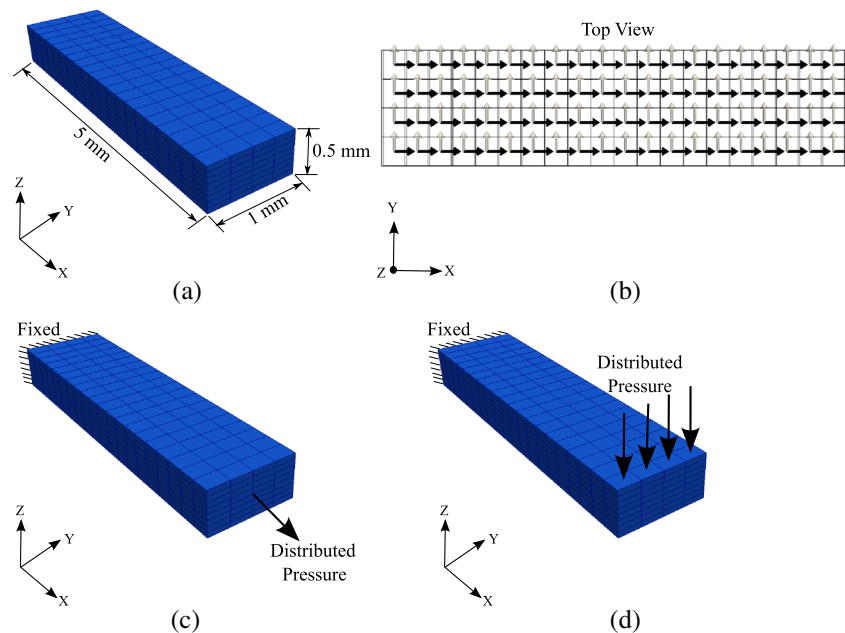 5 mm
1 mm
0.5 mm
Z
Y
X
(a)
Top View
Y
Z
X
(b)
Fixed
Distributed
Pressure
Z
Y
X
(c)
Fixed
Distributed
Pressure
Z
Y
X
(d)